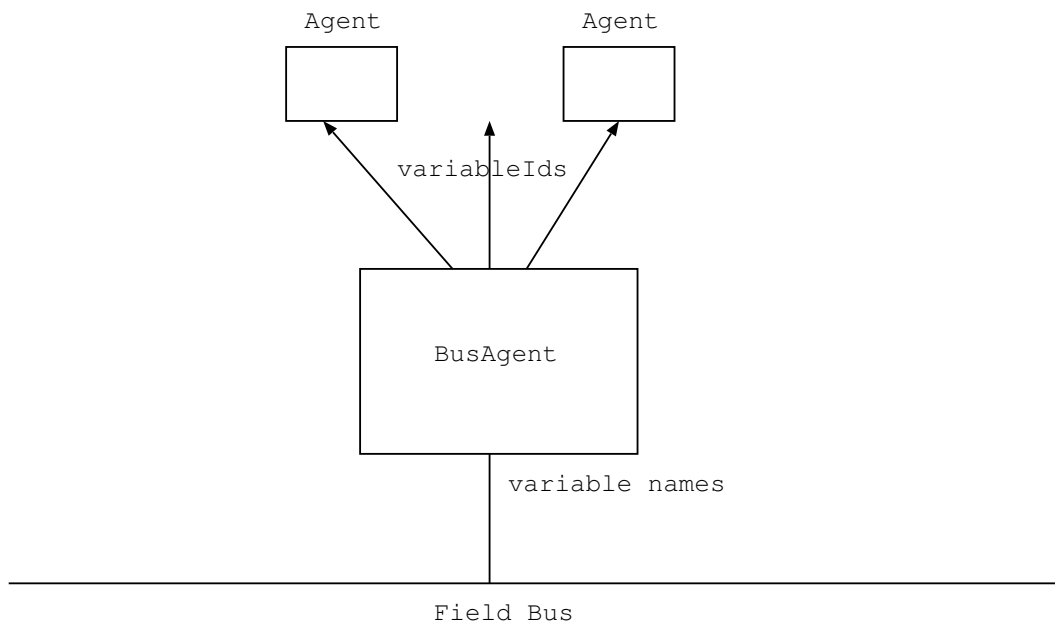 Agent
Agent
variableIds
BusAgent
variable names
Field Bus